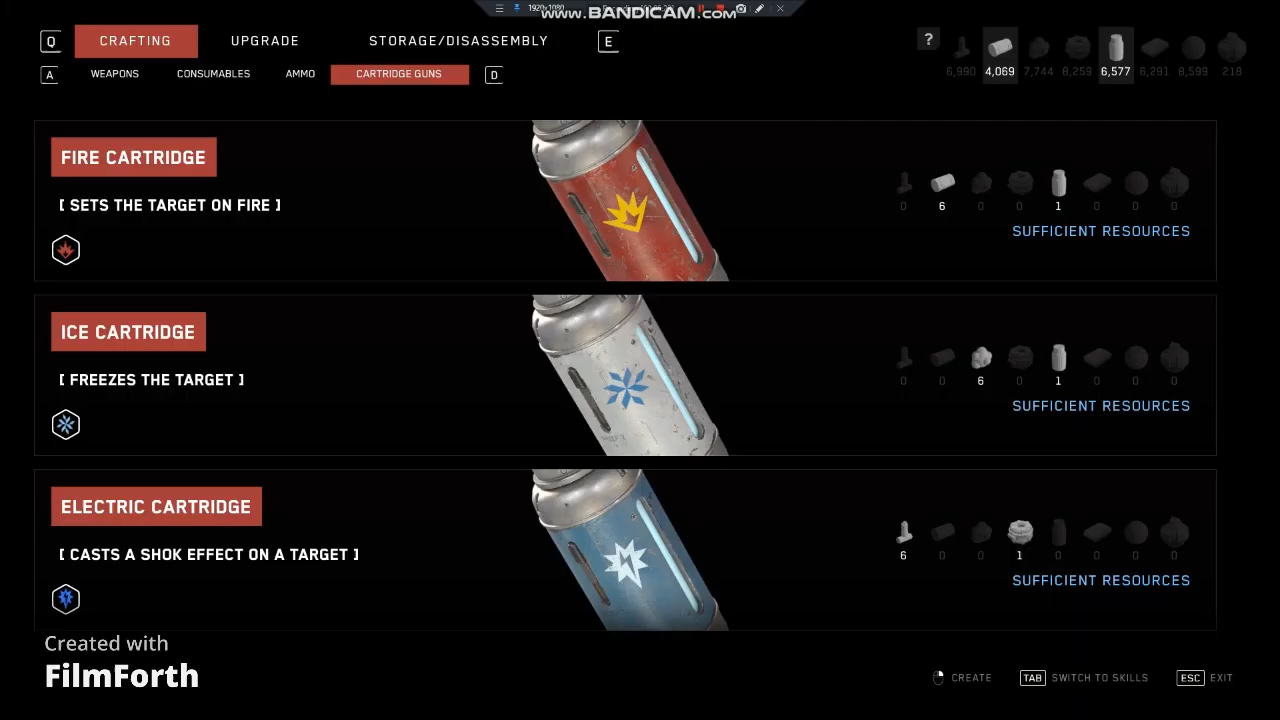 1920x1080
www.BANDICAM.com
Q CRAFTING UPGRADE STORAGE/DISASSEMBLY E
?
6,990 4,069 7,744 8,259 6,577 6,291 8,599 218
A WEAPONS CONSUMABLES AMMO CARTRIDGE GUNS D
FIRE CARTRIDGE
[ SETS THE TARGET ON FIRE ]
0 6 0 0 1 0 0 0
SUFFICIENT RESOURCES
ICE CARTRIDGE
[ FREEZES THE TARGET ]
0 0 6 0 1 0 0 0
SUFFICIENT RESOURCES
ELECTRIC CARTRIDGE
[ CASTS A SHOK EFFECT ON A TARGET ]
6 0 0 1 0 0 0 0
SUFFICIENT RESOURCES
Created with
FilmForth
CREATE TAB SWITCH TO SKILLS ESC EXIT